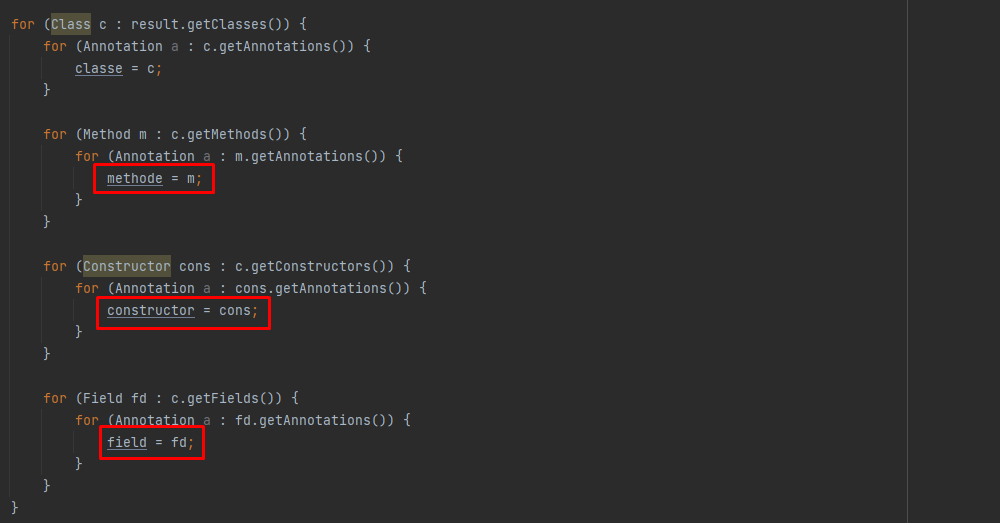 for (Class c : result.getClasses()) {
    for (Annotation a : c.getAnnotations()) {
        classe = c;
    }

    for (Method m : c.getMethods()) {
        for (Annotation a : m.getAnnotations()) {
            methode = m;
        }
    }

    for (Constructor cons : c.getConstructors()) {
        for (Annotation a : cons.getAnnotations()) {
            constructor = cons;
        }
    }

    for (Field fd : c.getFields()) {
        for (Annotation a : fd.getAnnotations()) {
            field = fd;
        }
    }
}